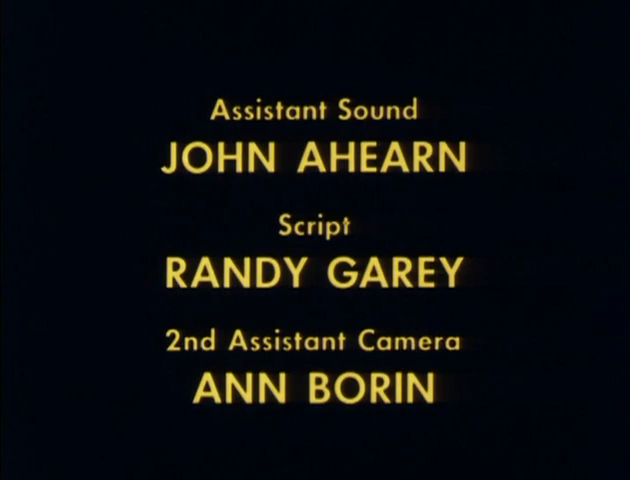 Assistant Sound
JOHN AHEARN
Script
RANDY GAREY
2nd Assistant Camera
ANN BORIN